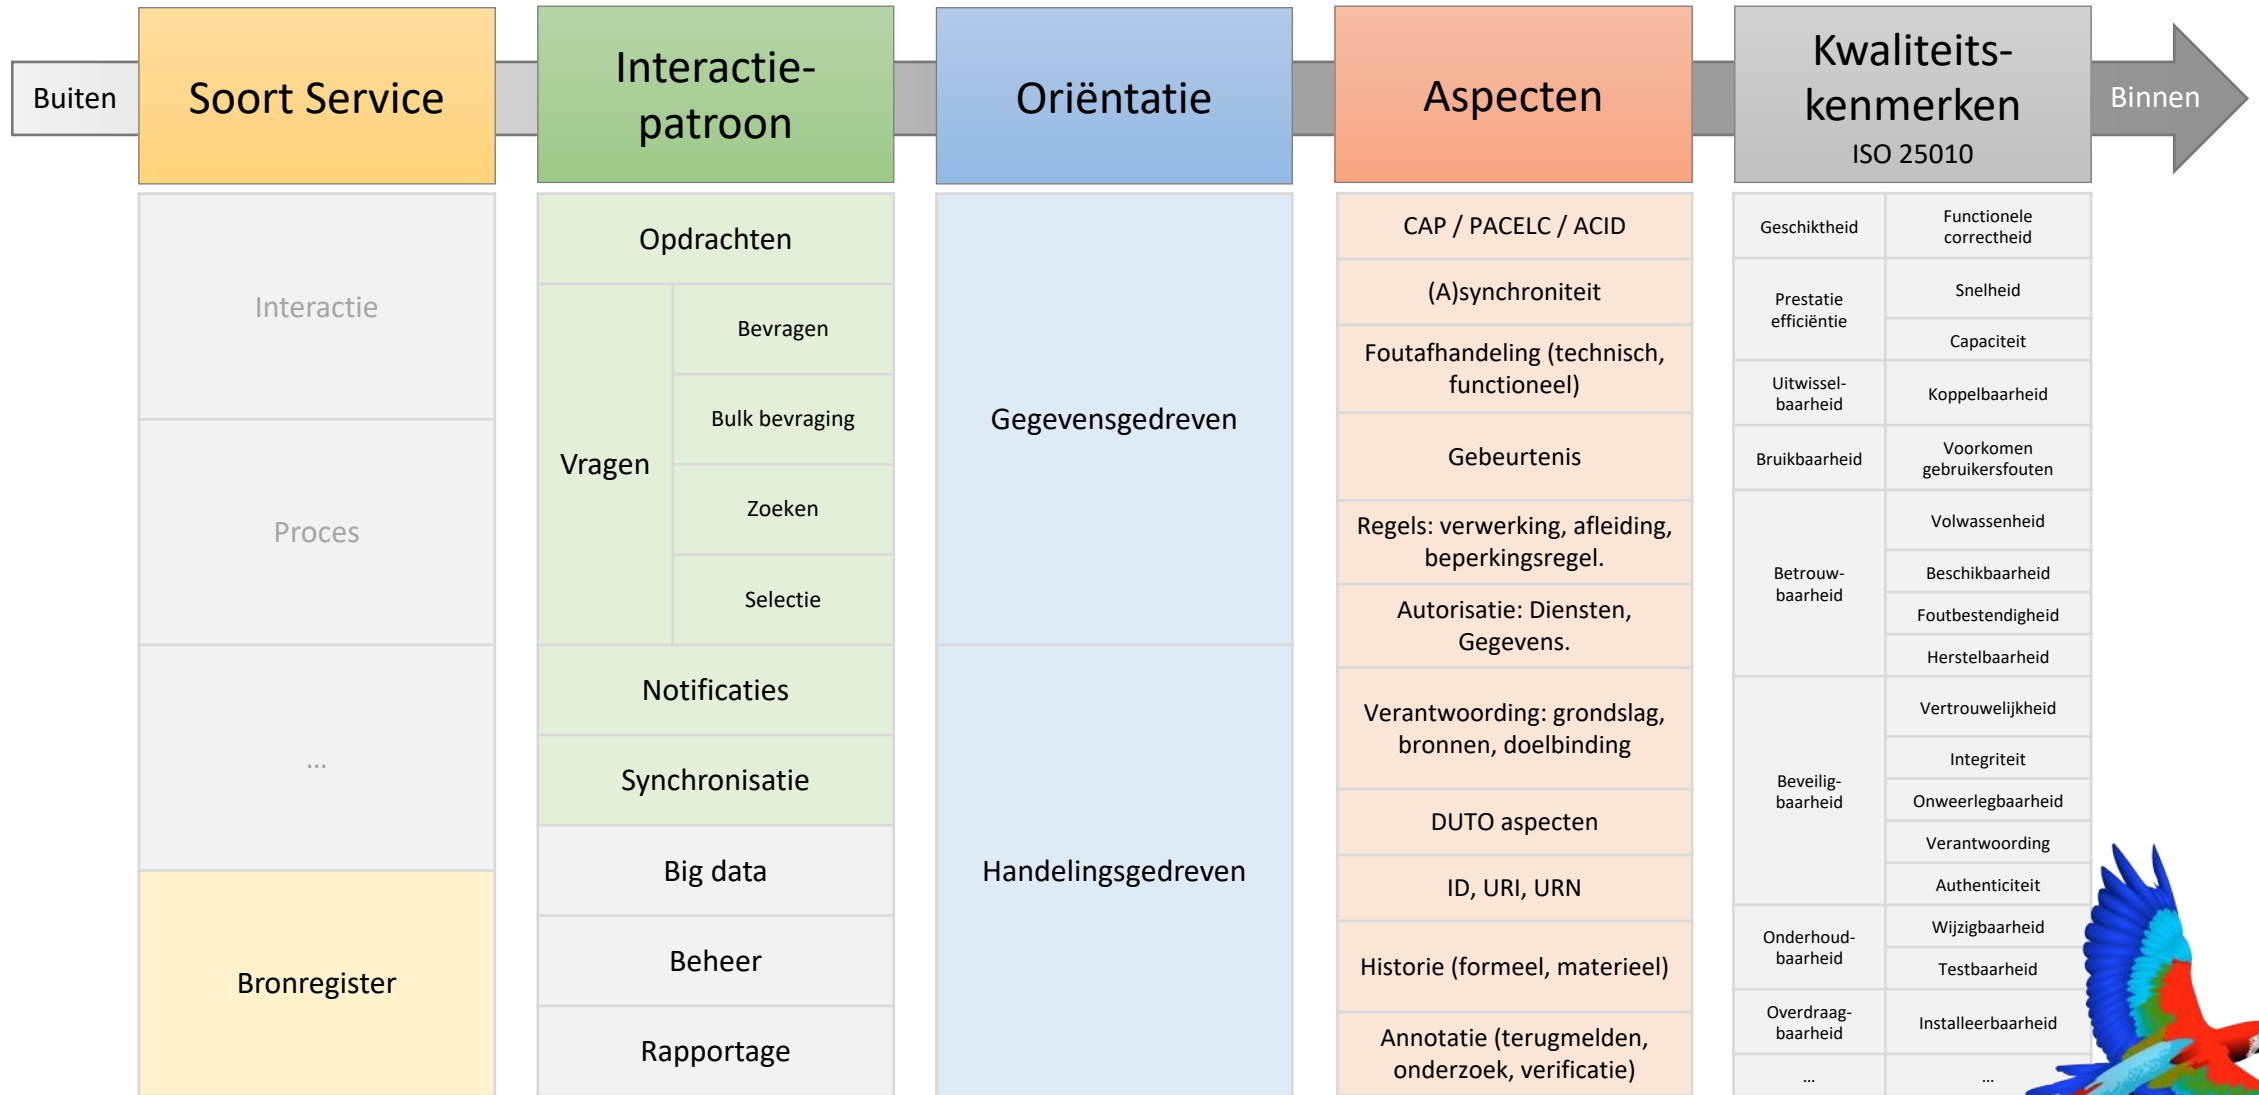 Buiten
Soort Service
Interactie-
patroon
Oriëntatie
Aspecten
Kwaliteits-
kenmerken
ISO 25010
Binnen
Interactie
Proces
...
Bronregister
Opdrachten
Vragen
Bevragen
Bulk bevraging
Zoeken
Selectie
Notificaties
Synchronisatie
Big data
Beheer
Rapportage
Gegevensgedreven
Handelingsgedreven
CAP / PACELC / ACID
(A)synchroniteit
Foutafhandeling (technisch,
functioneel)
Gebeurtenis
Regels: verwerking, afleiding,
beperkingsregel.
Autorisatie: Diensten,
Gegevens.
Verantwoording: grondslag,
bronnen, doelbinding
DUTO aspecten
ID, URI, URN
Historie (formeel, materieel)
Annotatie (terugmelden,
onderzoek, verificatie)
Geschiktheid
Functionele
correctheid
Prestatie
efficiëntie
Snelheid
Capaciteit
Uitwissel-
baarheid
Koppelbaarheid
Bruikbaarheid
Voorkomen
gebruikersfouten
Betrouw-
baarheid
Volwassenheid
Beschikbaarheid
Foutbestendigheid
Herstelbaarheid
Beveilig-
baarheid
Vertrouwelijkheid
Integriteit
Onweerlegbaarheid
Verantwoording
Authenticiteit
Onderhoud-
baarheid
Wijzigbaarheid
Testbaarheid
Overdraag-
baarheid
Installeerbaarheid
...
...